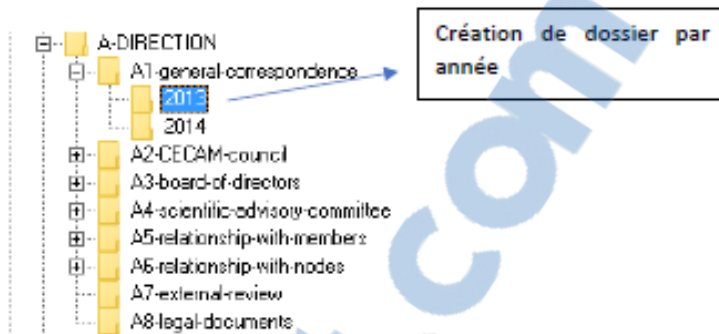 A-DIRECTION
A1-general-correspondence
2013
2014
A2-CECAM-council
A3-board-of-directors
A4-scientific-advisory-committee
A5-relationship-with-members
A6-relationship-with-nodes
A7-external-review
A8-legal-documents
Création de dossier par
année
com